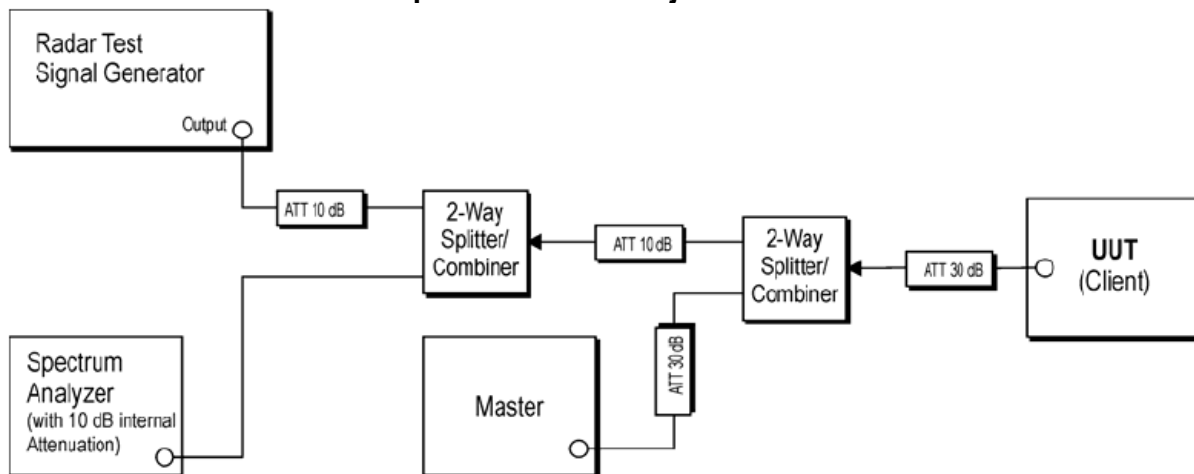 Radar Test
Signal Generator
Output
ATT 10 dB
2-Way
Splitter/
Combiner
ATT 10 dB
2-Way
Splitter/
Combiner
ATT 30 dB
UUT
(Client)
Spectrum
Analyzer
(with 10 dB internal
Attenuation)
Master
ATT 30 dB